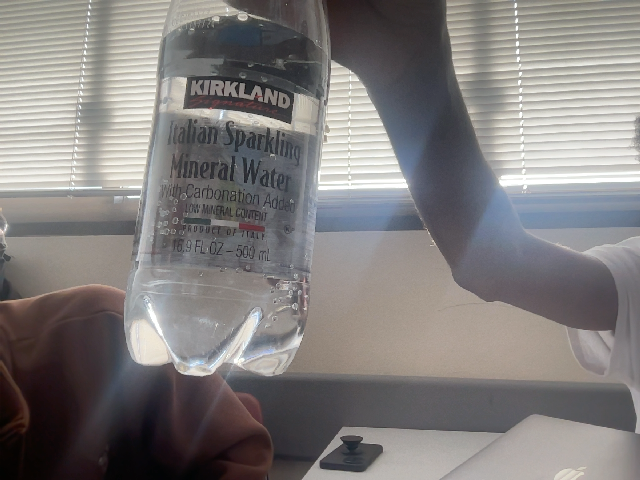 KIRKLAND
Signature
Italian Sparkling
Mineral Water
With Carbonation Added
LOW MINERAL CONTENT
PRODUCT OF ITALY
16.9 FL OZ – 500 mL